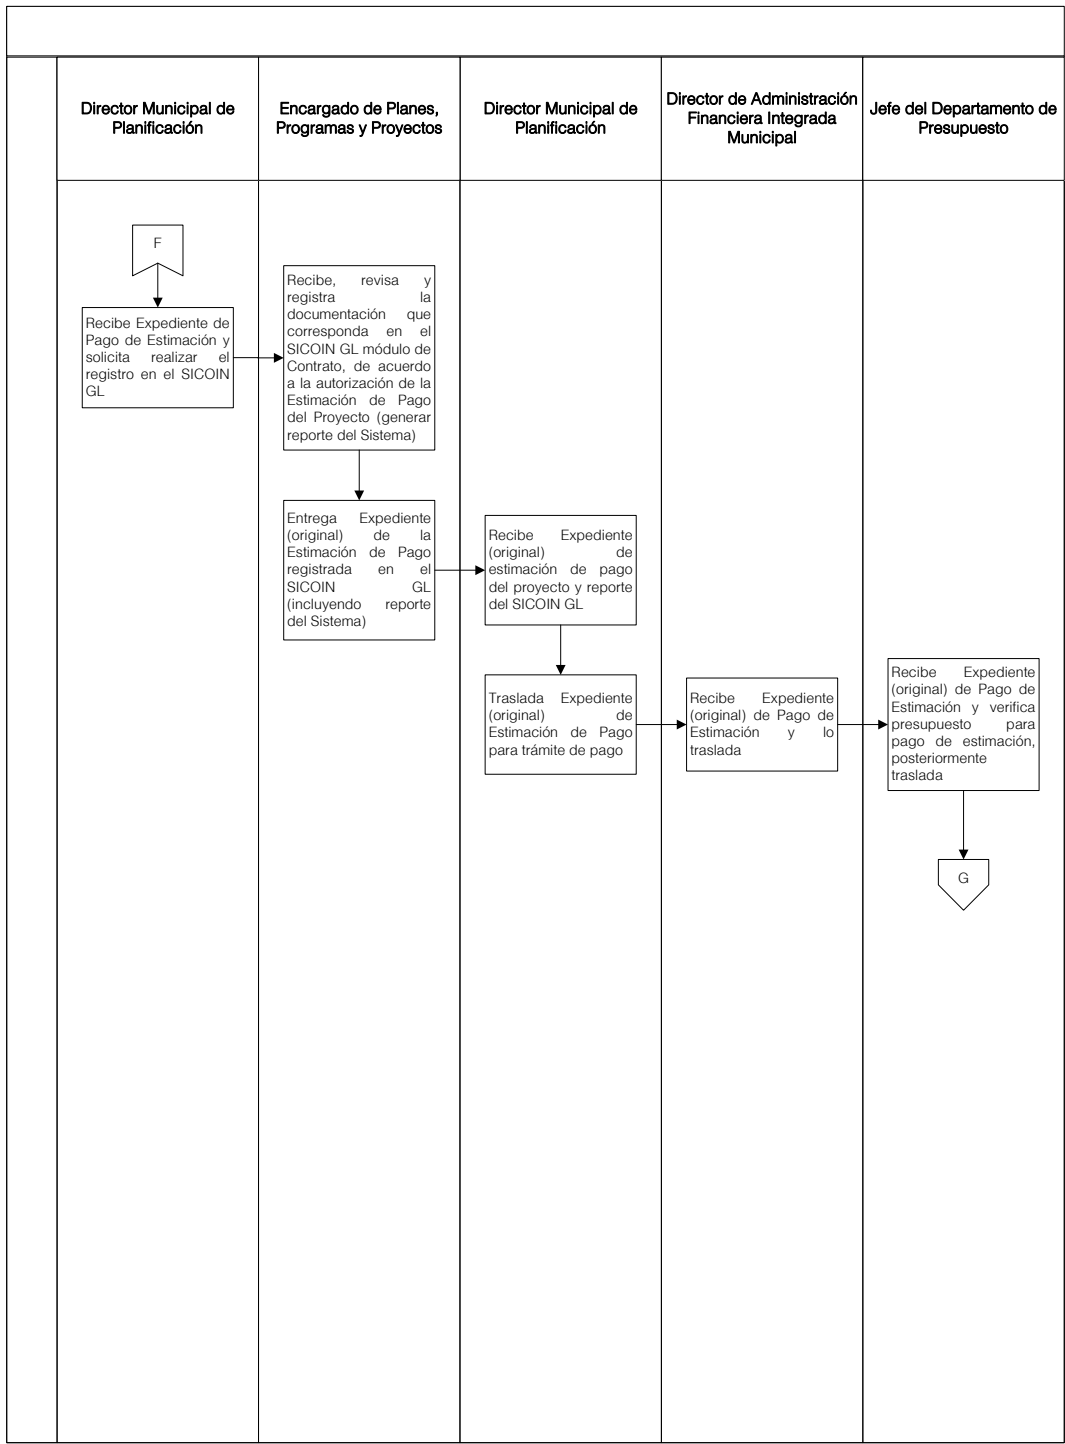 Director Municipal de
Planificación
Encargado de Planes,
Programas y Proyectos
Director Municipal de
Planificación
Director de Administración
Financiera Integrada
Municipal
Jefe del Departamento de
Presupuesto
F
Recibe Expediente de
Pago de Estimación y
solicita realizar el
registro en el SICOIN
GL
Recibe, revisa y
registra la
documentación que
corresponda en el
SICOIN GL módulo de
Contrato, de acuerdo
a la autorización de la
Estimación de Pago
del Proyecto (generar
reporte del Sistema)
Entrega Expediente
(original) de la
Estimación de Pago
registrada en el
SICOIN GL
(incluyendo reporte
del Sistema)
Recibe Expediente
(original) de
estimación de pago
del proyecto y reporte
del SICOIN GL
Traslada Expediente
(original) de
Estimación de Pago
para trámite de pago
Recibe Expediente
(original) de Pago de
Estimación y lo
traslada
Recibe Expediente
(original) de Pago de
Estimación y verifica
presupuesto para
pago de estimación,
posteriormente
traslada
G